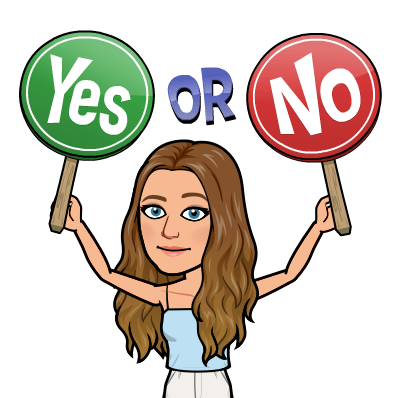 Yes OR No